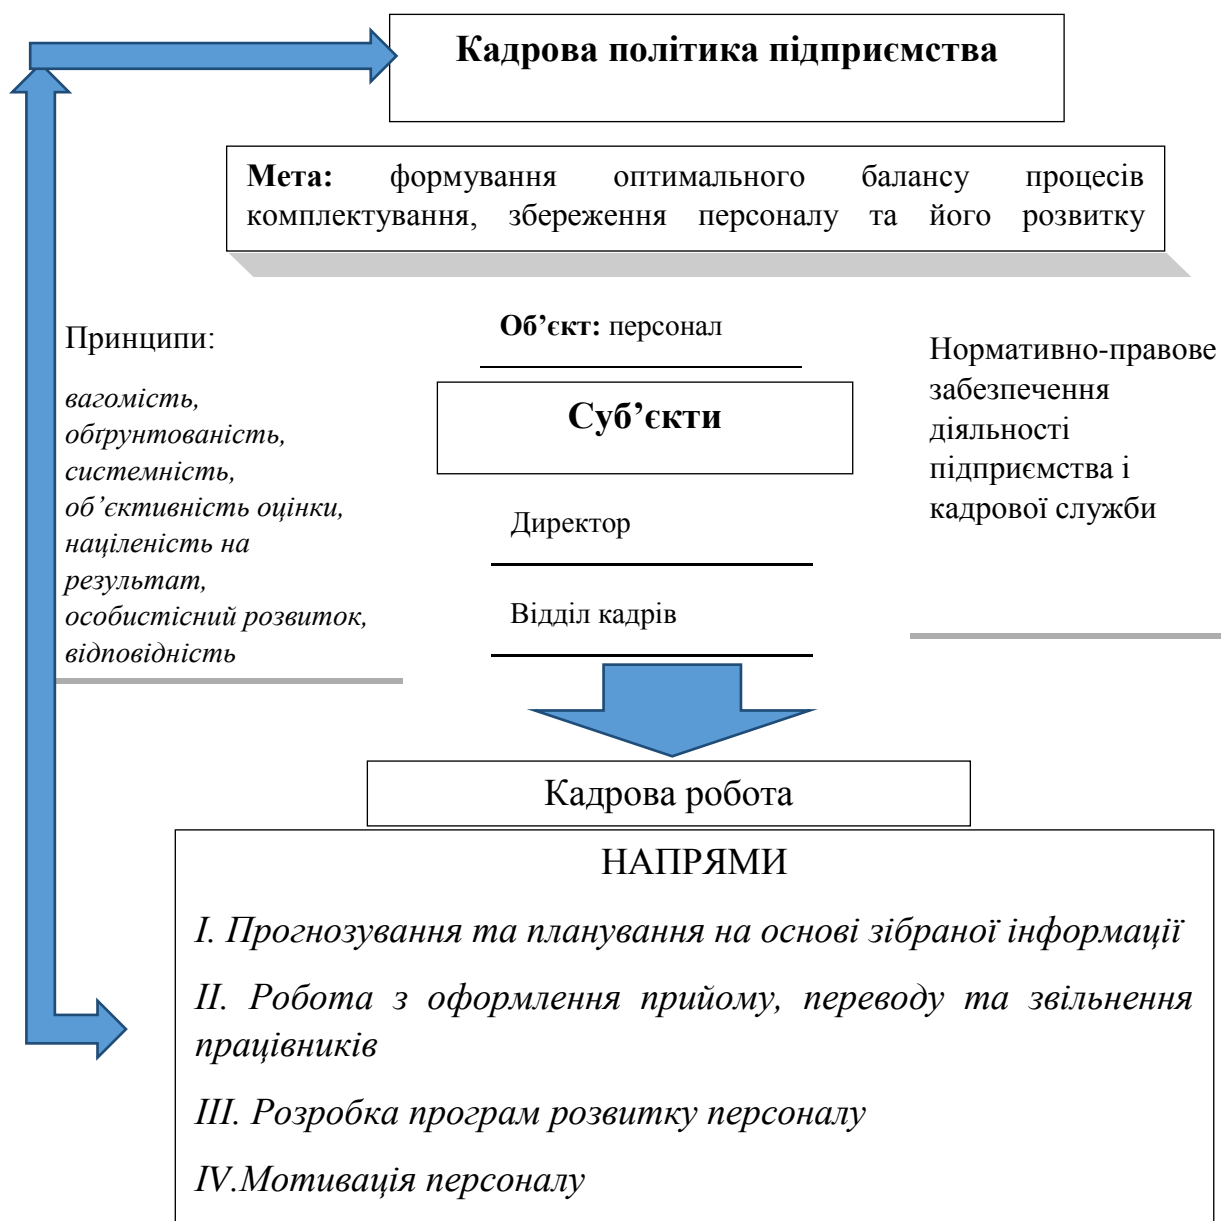 Кадрова політика підприємства
Мета: формування оптимального балансу процесів
комплектування, збереження персоналу та його розвитку
Принципи:
вагомість,
обґрунтованість,
системність,
об’єктивність оцінки,
націленість на
результат,
особистісний розвиток,
відповідність
Об’єкт: персонал
Суб’єкти
Директор
Відділ кадрів
Нормативно-правове
забезпечення
діяльності
підприємства і
кадрової служби
Кадрова робота
НАПРЯМИ
I. Прогнозування та планування на основі зібраної інформації
II. Робота з оформлення прийому, переводу та звільнення
працівників
III. Розробка програм розвитку персоналу
IV.Мотивація персоналу